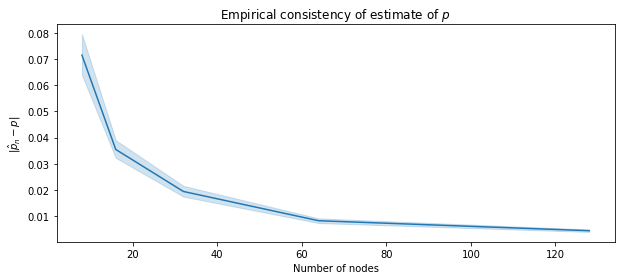 Empirical consistency of estimate of p
0.08
0.07
0.06
0.05
0.04
0.03
0.02
0.01
|p̂ₙ − p|
20 40 60 80 100 120
Number of nodes